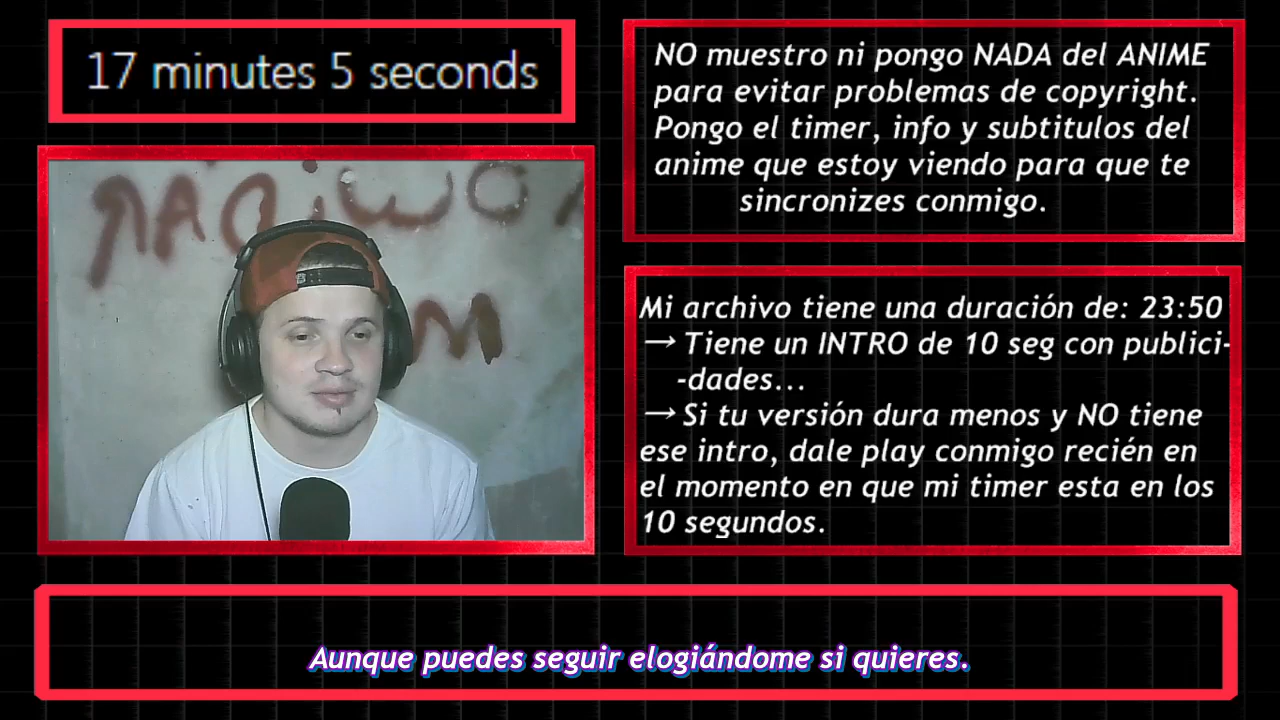 17 minutes 5 seconds
NO muestro ni pongo NADA del ANIME
para evitar problemas de copyright.
Pongo el timer, info y subtitulos del
anime que estoy viendo para que te
sincronizes conmigo.
Mi archivo tiene una duración de: 23:50
→ Tiene un INTRO de 10 seg con publici-
-dades...
→ Si tu versión dura menos y NO tiene
ese intro, dale play conmigo recién en
el momento en que mi timer esta en los
10 segundos.
Aunque puedes seguir elogiándome si quieres.